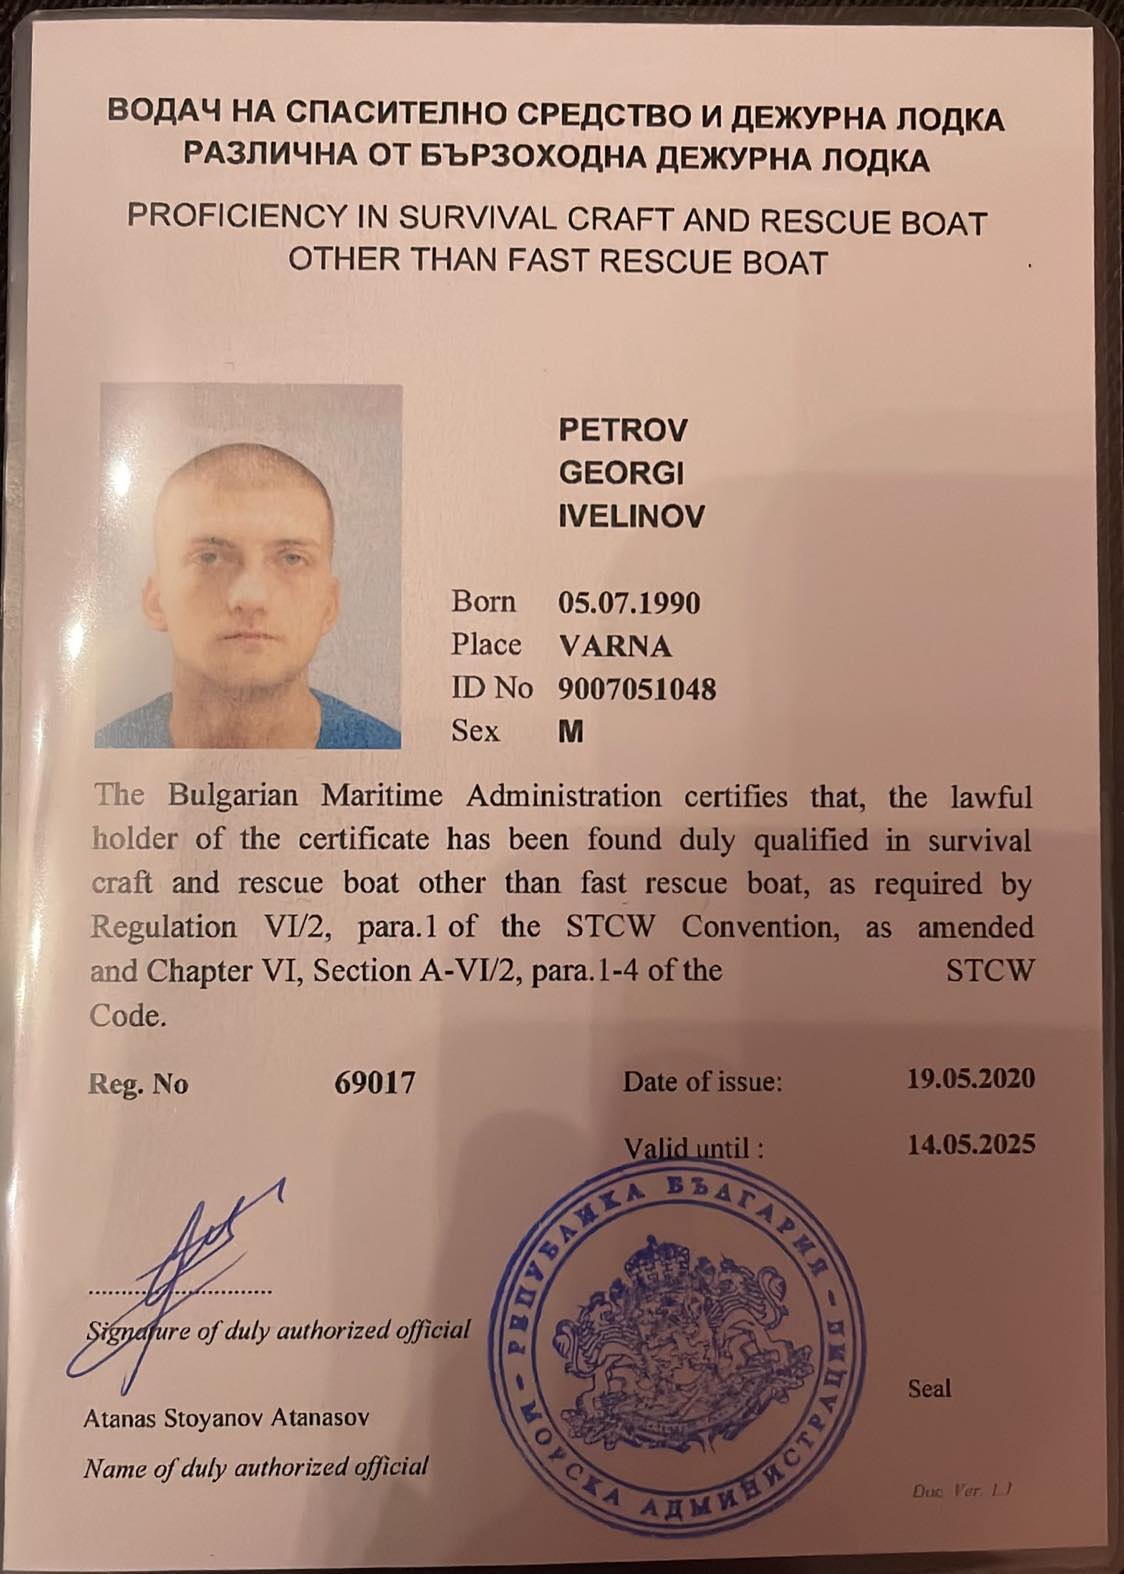 ВОДАЧ НА СПАСИТЕЛНО СРЕДСТВО И ДЕЖУРНА ЛОДКА
РАЗЛИЧНА ОТ БЪРЗОХОДНА ДЕЖУРНА ЛОДКА
PROFICIENCY IN SURVIVAL CRAFT AND RESCUE BOAT
OTHER THAN FAST RESCUE BOAT
PETROV
GEORGI
IVELINOV
Born 05.07.1990
Place VARNA
ID No 9007051048
Sex M
The Bulgarian Maritime Administration certifies that, the lawful
holder of the certificate has been found duly qualified in survival
craft and rescue boat other than fast rescue boat, as required by
Regulation VI/2, para.1 of the STCW Convention, as amended
and Chapter VI, Section A-VI/2, para.1-4 of the STCW
Code.
Reg. No 69017 Date of issue: 19.05.2020
Valid until : 14.05.2025
Signature of duly authorized official
Atanas Stoyanov Atanasov
Name of duly authorized official
РЕПУБЛИКА БЪЛГАРИЯ
МОРСКА АДМИНИСТРАЦИЯ
Seal
Doc. Ver. 1.1